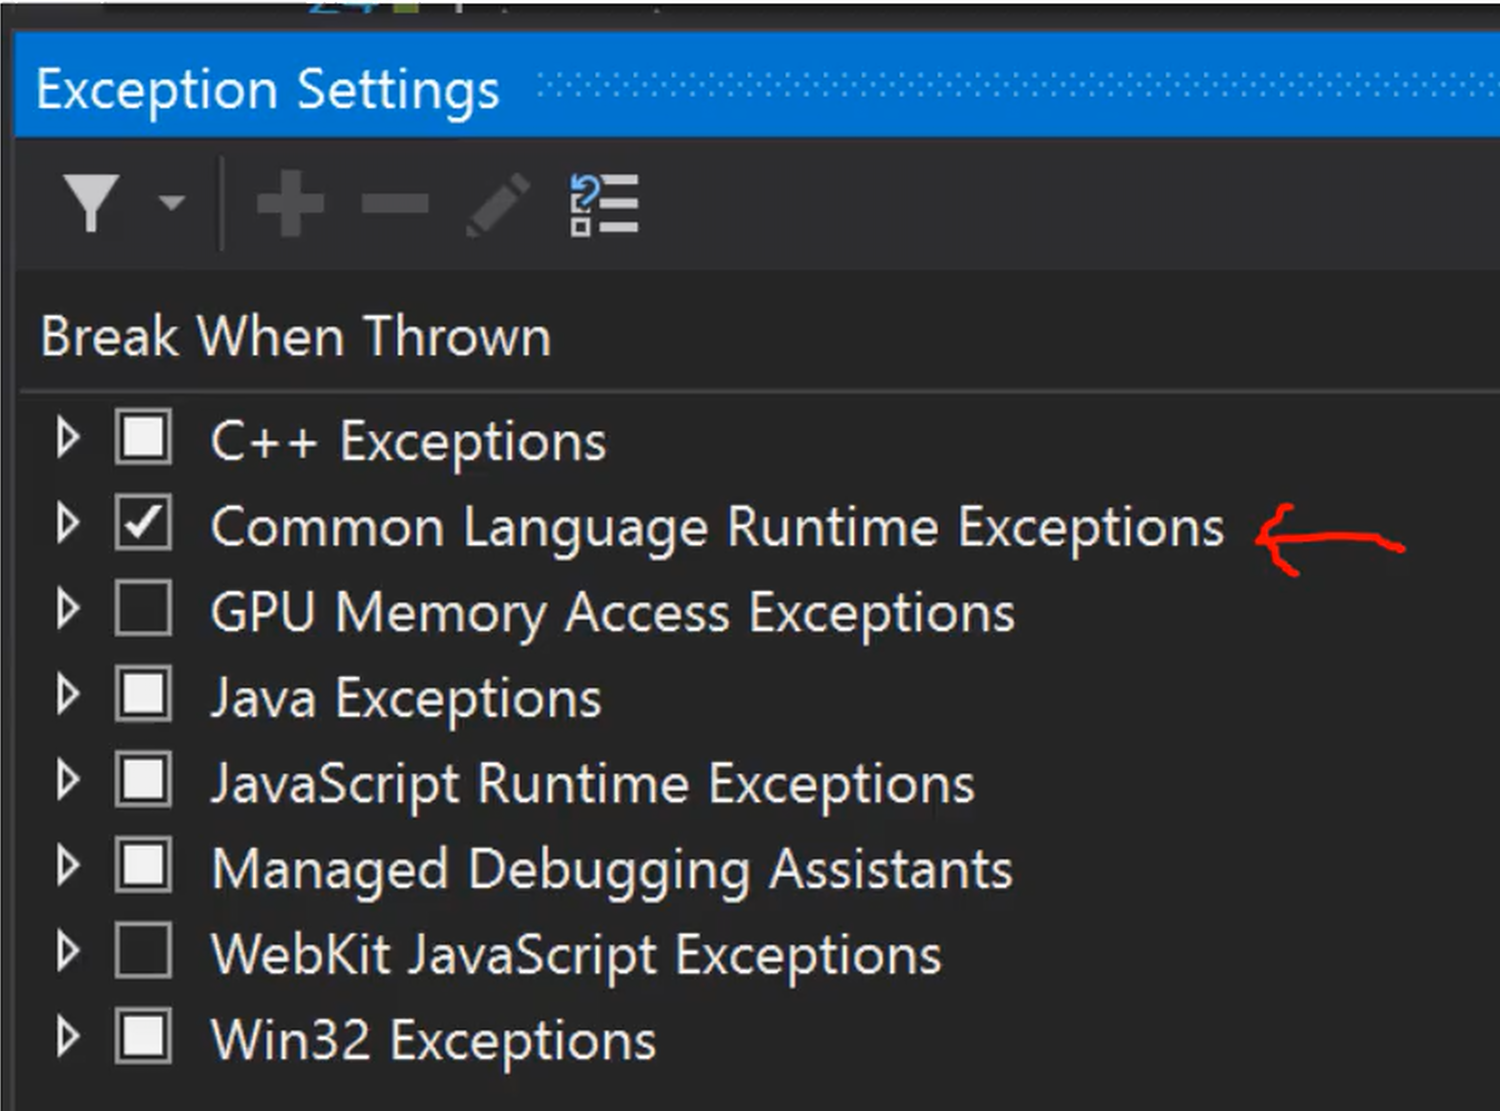 Exception Settings
Break When Thrown
C++ Exceptions
Common Language Runtime Exceptions
GPU Memory Access Exceptions
Java Exceptions
JavaScript Runtime Exceptions
Managed Debugging Assistants
WebKit JavaScript Exceptions
Win32 Exceptions